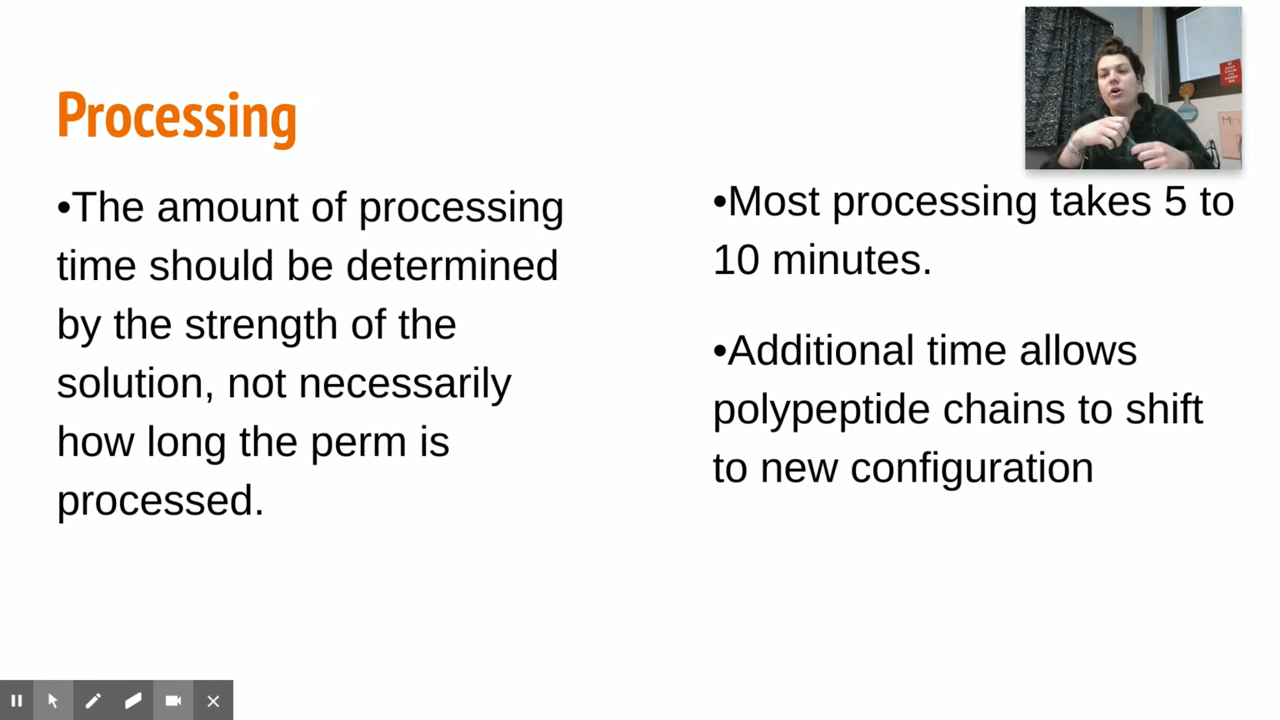 Processing
•The amount of processing
time should be determined
by the strength of the
solution, not necessarily
how long the perm is
processed.
•Most processing takes 5 to
10 minutes.
•Additional time allows
polypeptide chains to shift
to new configuration